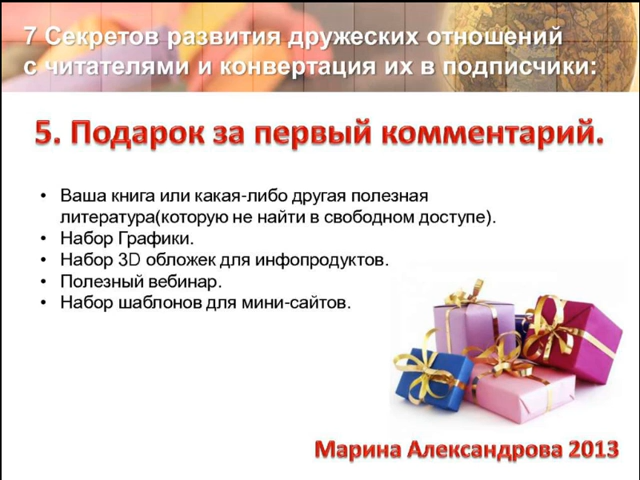 7 Секретов развития дружеских отношений
с читателями и конвертация их в подписчики:
5. Подарок за первый комментарий.
• Ваша книга или какая-либо другая полезная
литература(которую не найти в свободном доступе).
• Набор Графики.
• Набор 3D обложек для инфопродуктов.
• Полезный вебинар.
• Набор шаблонов для мини-сайтов.
Марина Александрова 2013